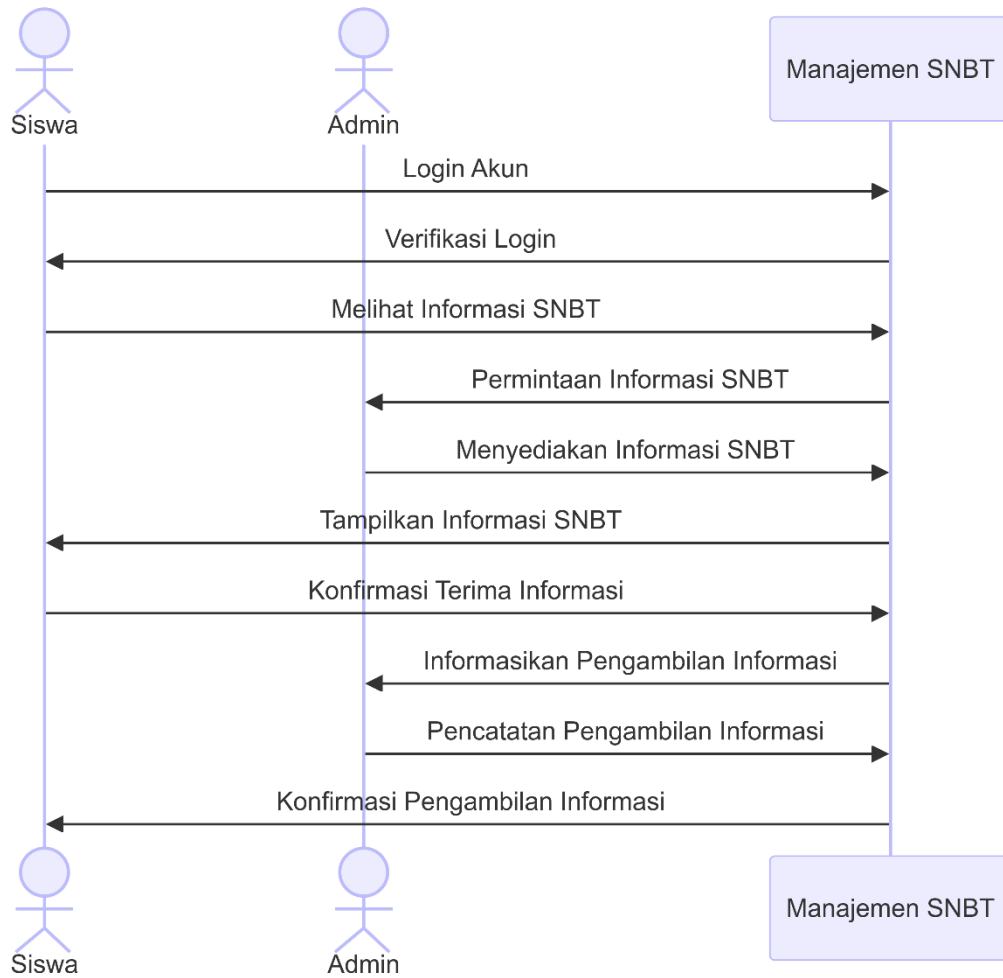 Siswa
Admin
Manajemen SNBT
Login Akun
Verifikasi Login
Melihat Informasi SNBT
Permintaan Informasi SNBT
Menyediakan Informasi SNBT
Tampilkan Informasi SNBT
Konfirmasi Terima Informasi
Informasikan Pengambilan Informasi
Pencatatan Pengambilan Informasi
Konfirmasi Pengambilan Informasi
Siswa
Admin
Manajemen SNBT